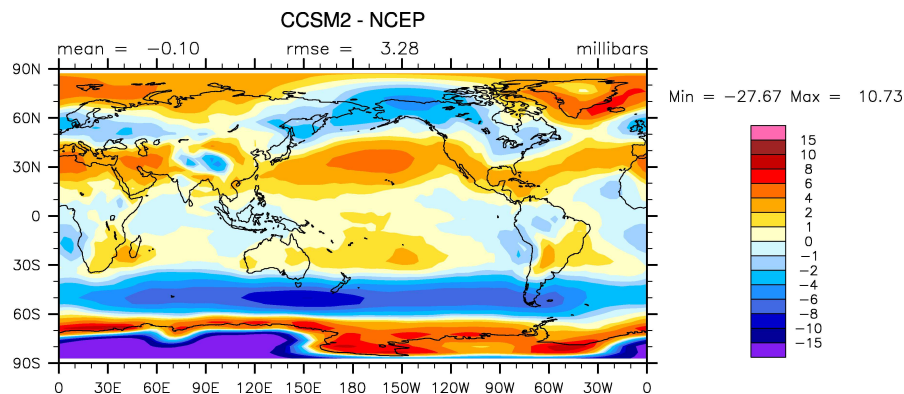 CCSM2 - NCEP
mean = -0.10 rmse = 3.28 millibars
Min = -27.67 Max = 10.73
90N
60N
30N
0
30S
60S
90S
0 30E 60E 90E 120E 150E 180 150W 120W 90W 60W 30W 0
15
10
8
6
4
2
1
0
-1
-2
-4
-6
-8
-10
-15